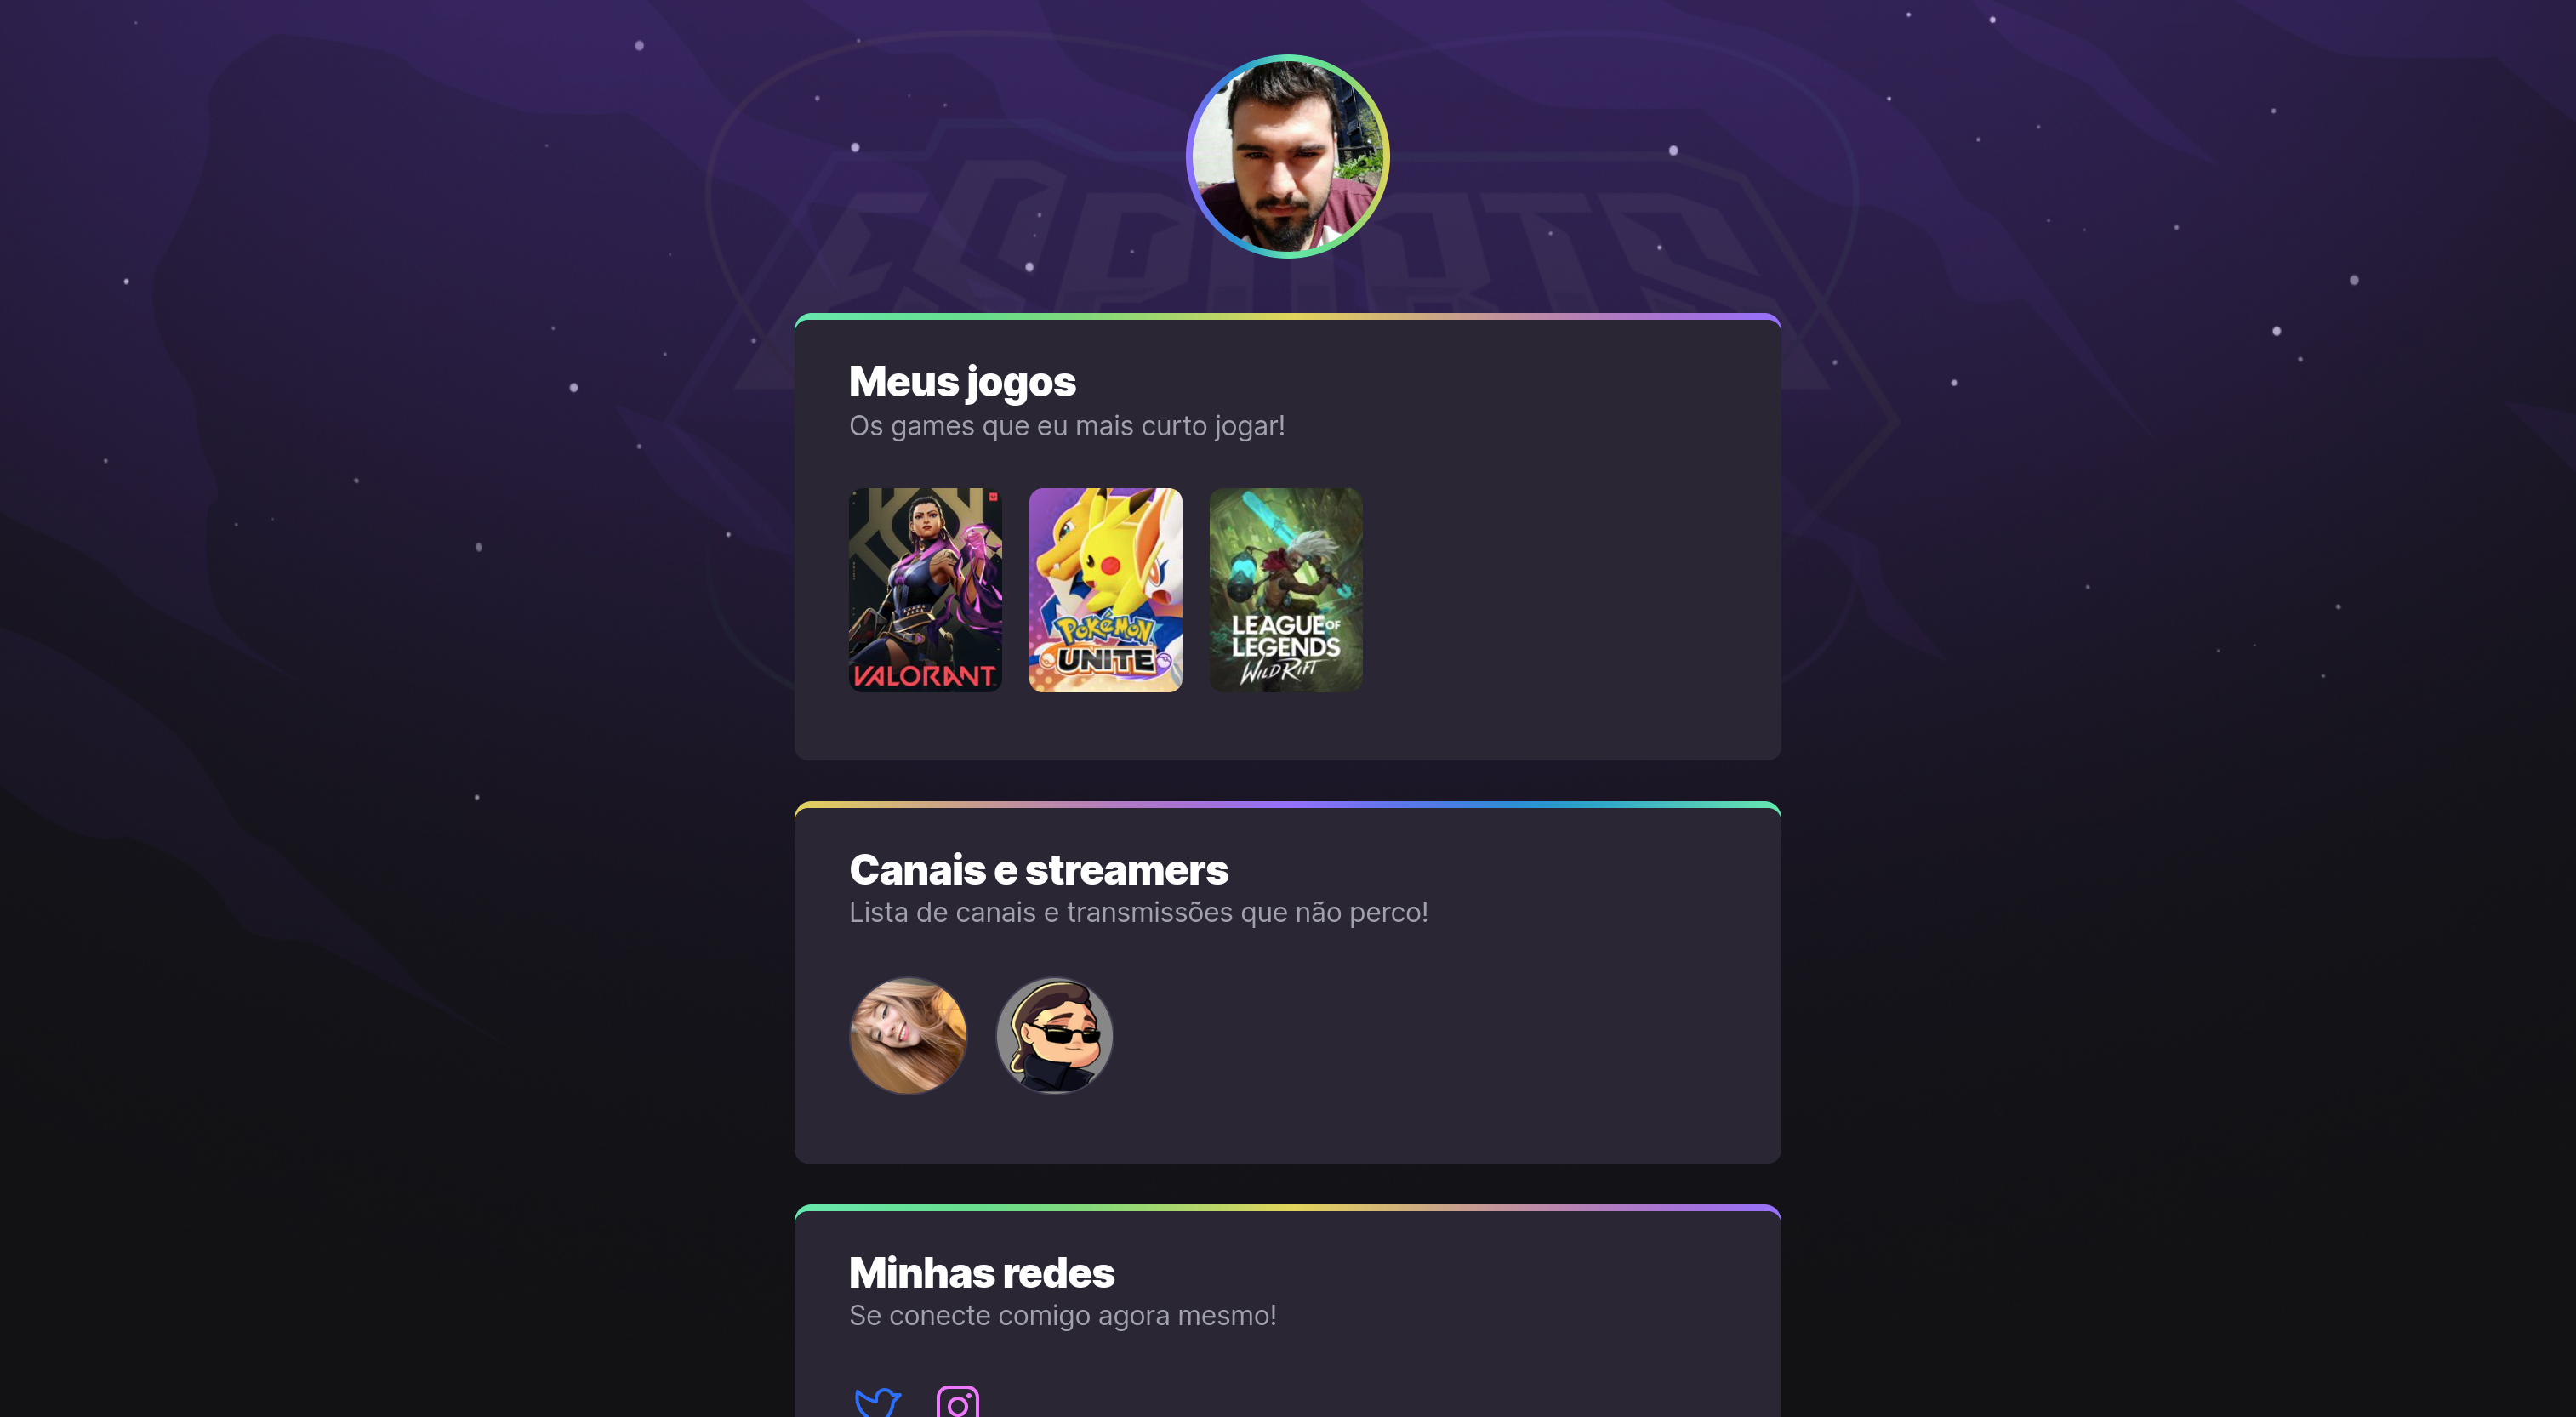 ESPORTS
Meus jogos
Os games que eu mais curto jogar!
VALORANT
POKÉMON
UNITE
LEAGUE OF
LEGENDS
WILD RIFT
Canais e streamers
Lista de canais e transmissões que não perco!
Minhas redes
Se conecte comigo agora mesmo!